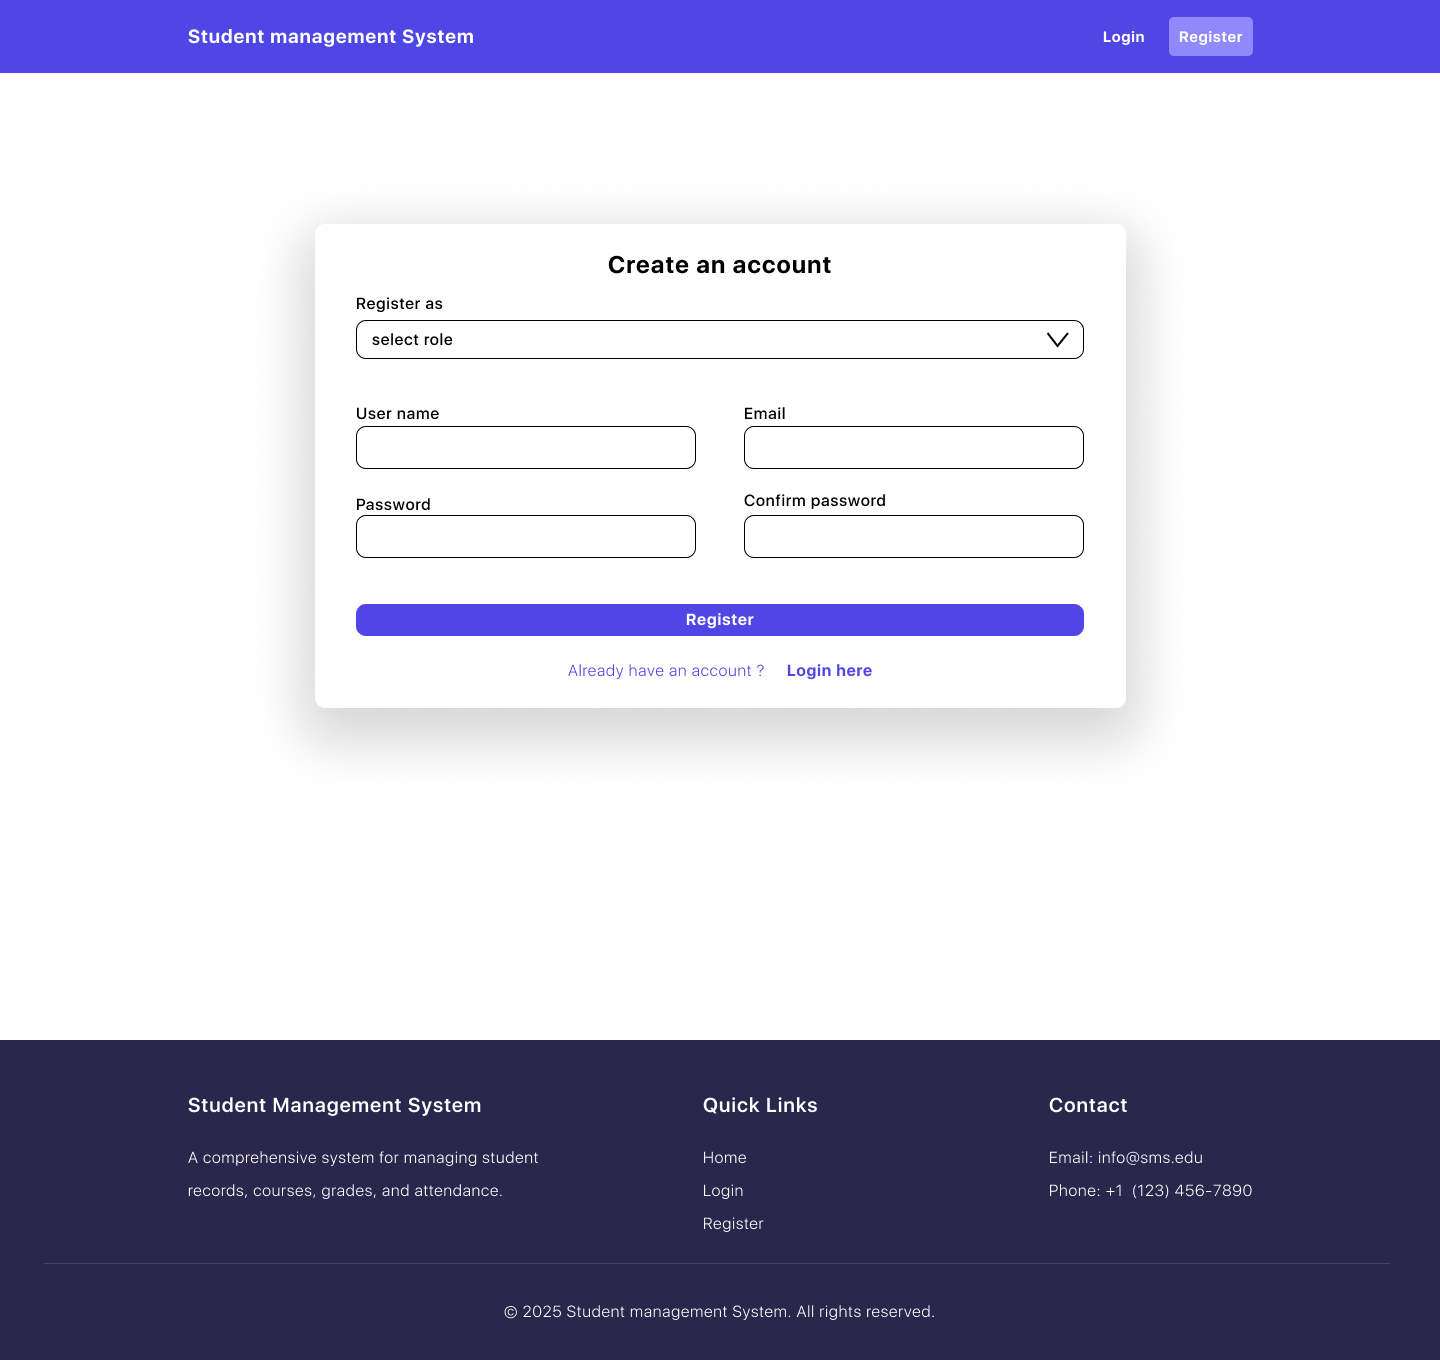 Student management System
Login
Register
Create an account
Register as
select role
User name
Email
Password
Confirm password
Register
Already have an account ? Login here
Student Management System
A comprehensive system for managing student
records, courses, grades, and attendance.
Quick Links
Home
Login
Register
Contact
Email: info@sms.edu
Phone: +1  (123) 456-7890
© 2025 Student management System. All rights reserved.